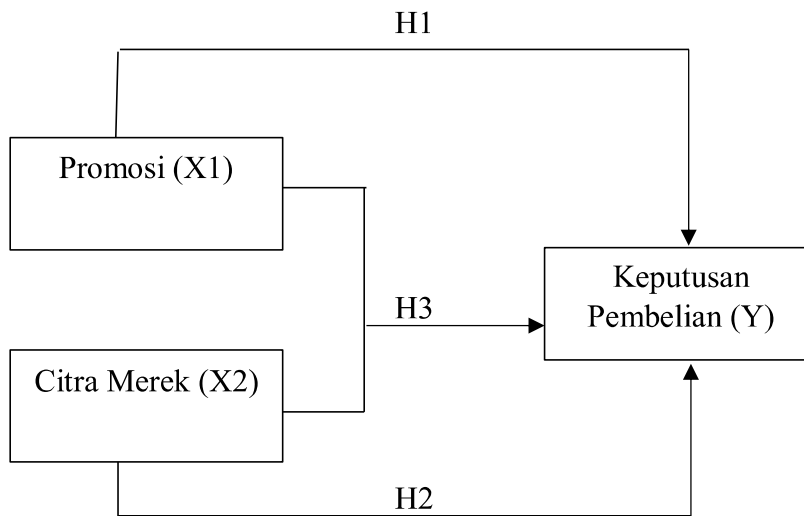 H1
Promosi (X1)
Keputusan
Pembelian (Y)
H3
Citra Merek (X2)
H2